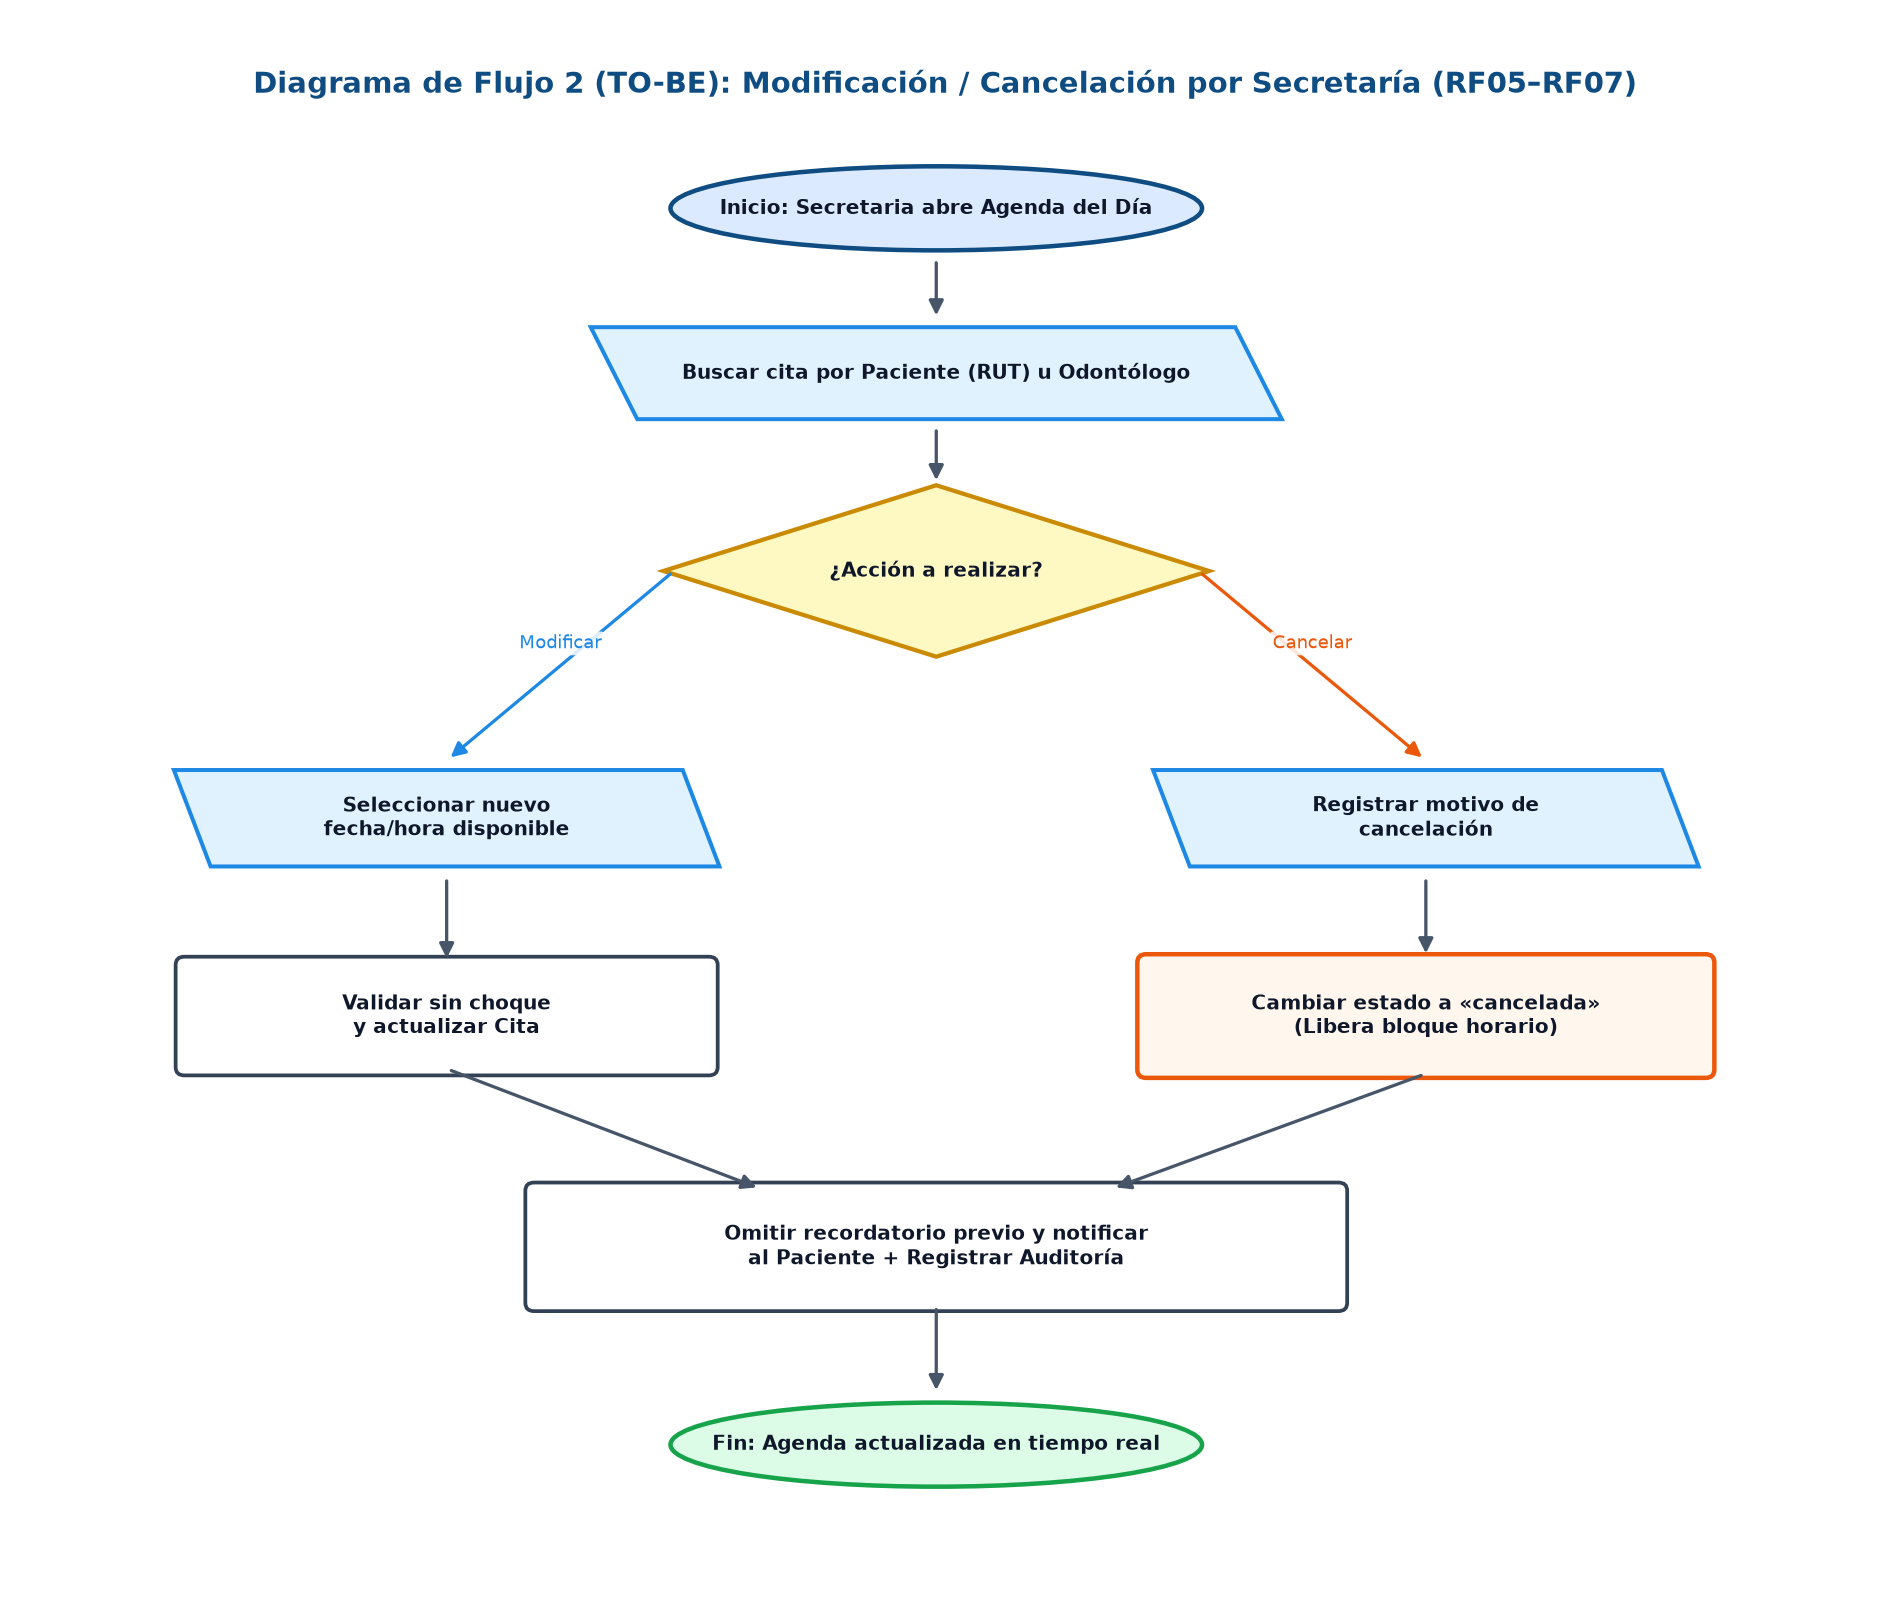 Diagrama de Flujo 2 (TO-BE): Modificación / Cancelación por Secretaría (RF05–RF07)
Inicio: Secretaria abre Agenda del Día
Buscar cita por Paciente (RUT) u Odontólogo
¿Acción a realizar?
Modificar
Cancelar
Seleccionar nuevo
fecha/hora disponible
Registrar motivo de
cancelación
Validar sin choque
y actualizar Cita
Cambiar estado a «cancelada»
(Libera bloque horario)
Omitir recordatorio previo y notificar
al Paciente + Registrar Auditoría
Fin: Agenda actualizada en tiempo real